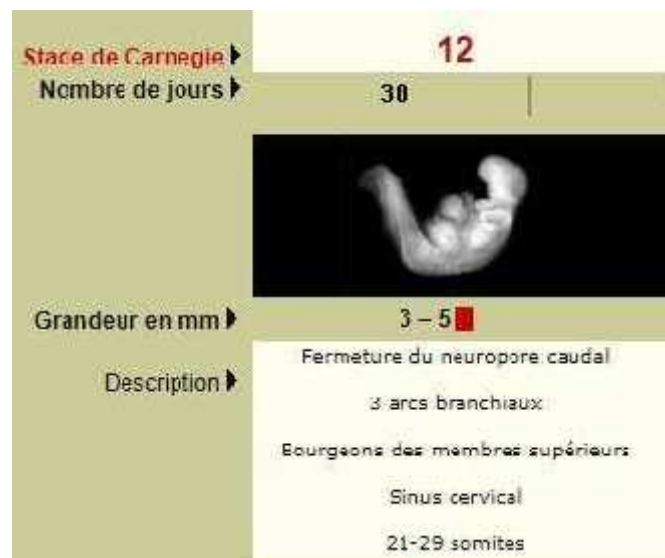 Stace de Carnegie 12
Nombre de jours 30
Grandeur en mm 3 – 5
Description
Fermeture du neuropore caudal
3 arcs branchiaux
Bourgeons des membres supérieurs
Sinus cervical
21-29 somites